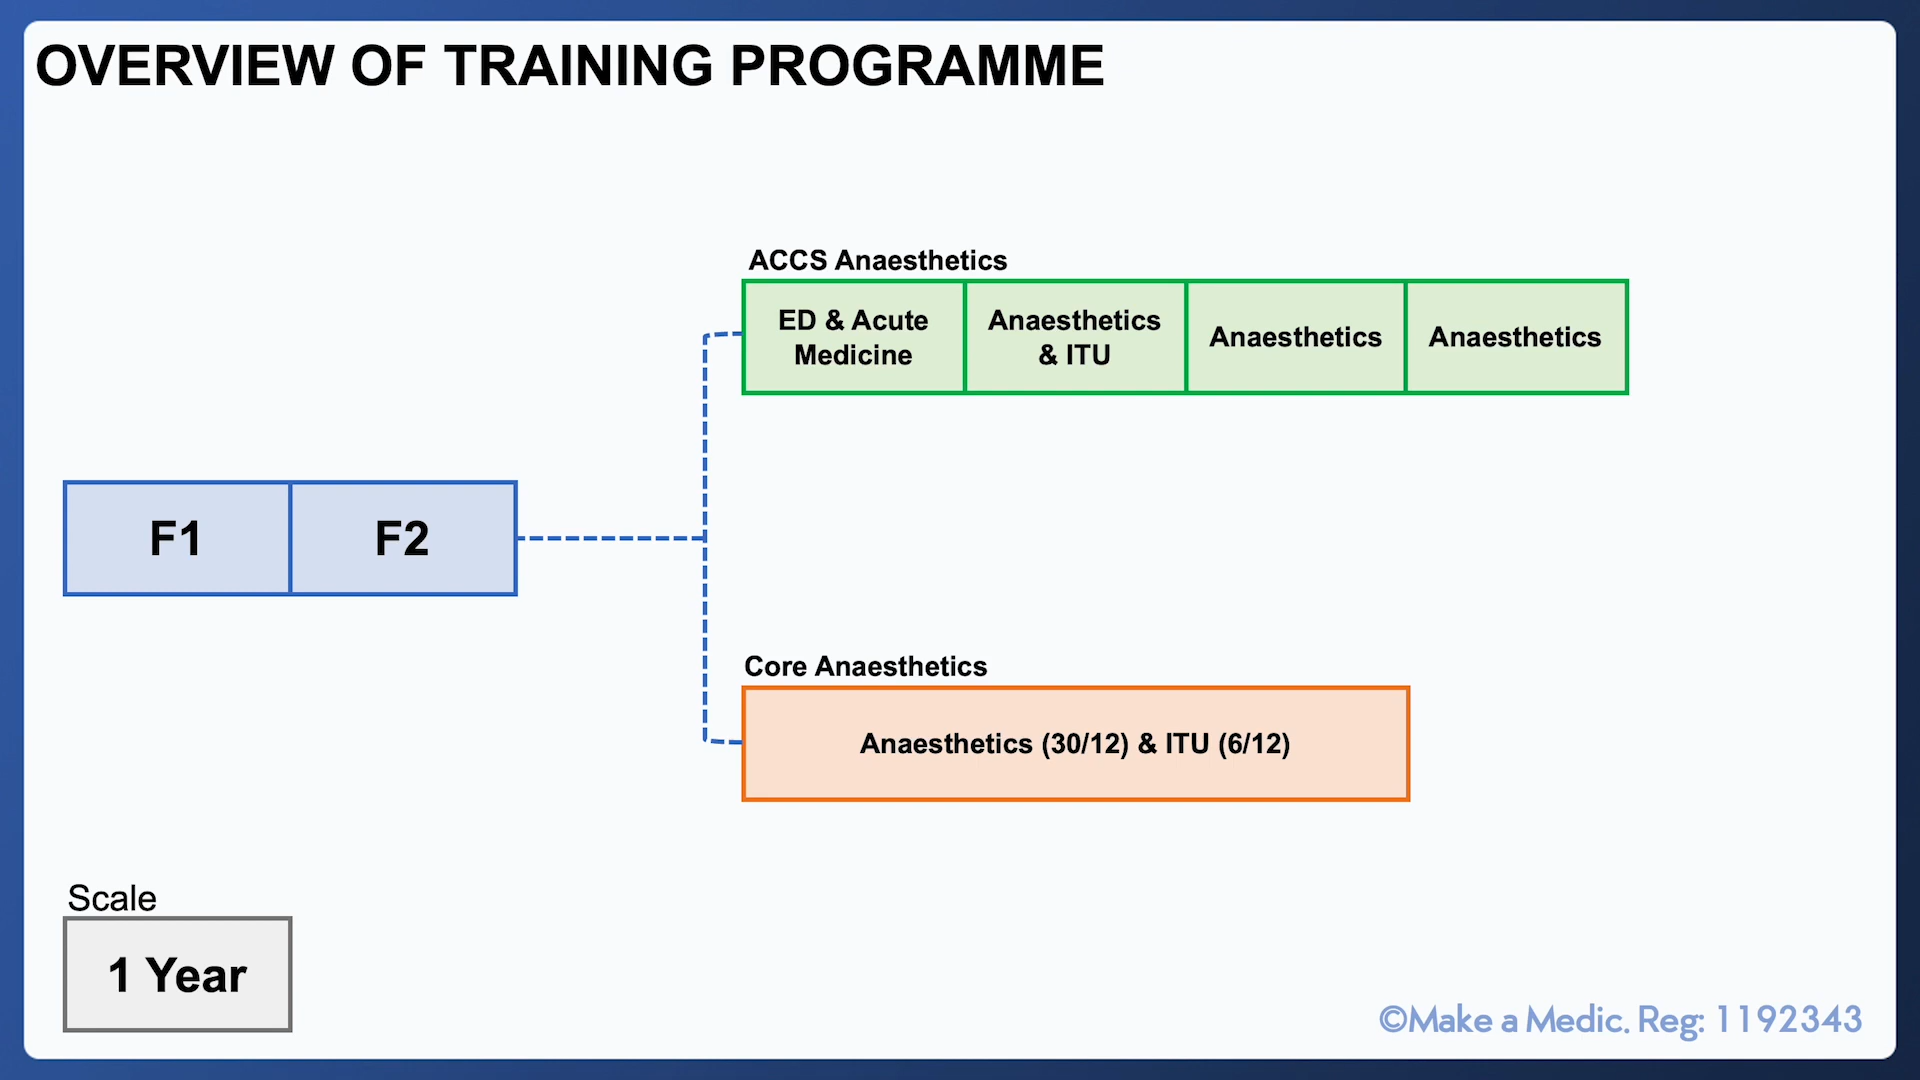 OVERVIEW OF TRAINING PROGRAMME
ACCS Anaesthetics
ED & Acute
Medicine
Anaesthetics
& ITU
Anaesthetics
Anaesthetics
F1
F2
Core Anaesthetics
Anaesthetics (30/12) & ITU (6/12)
Scale
1 Year
©Make a Medic. Reg: 1192343